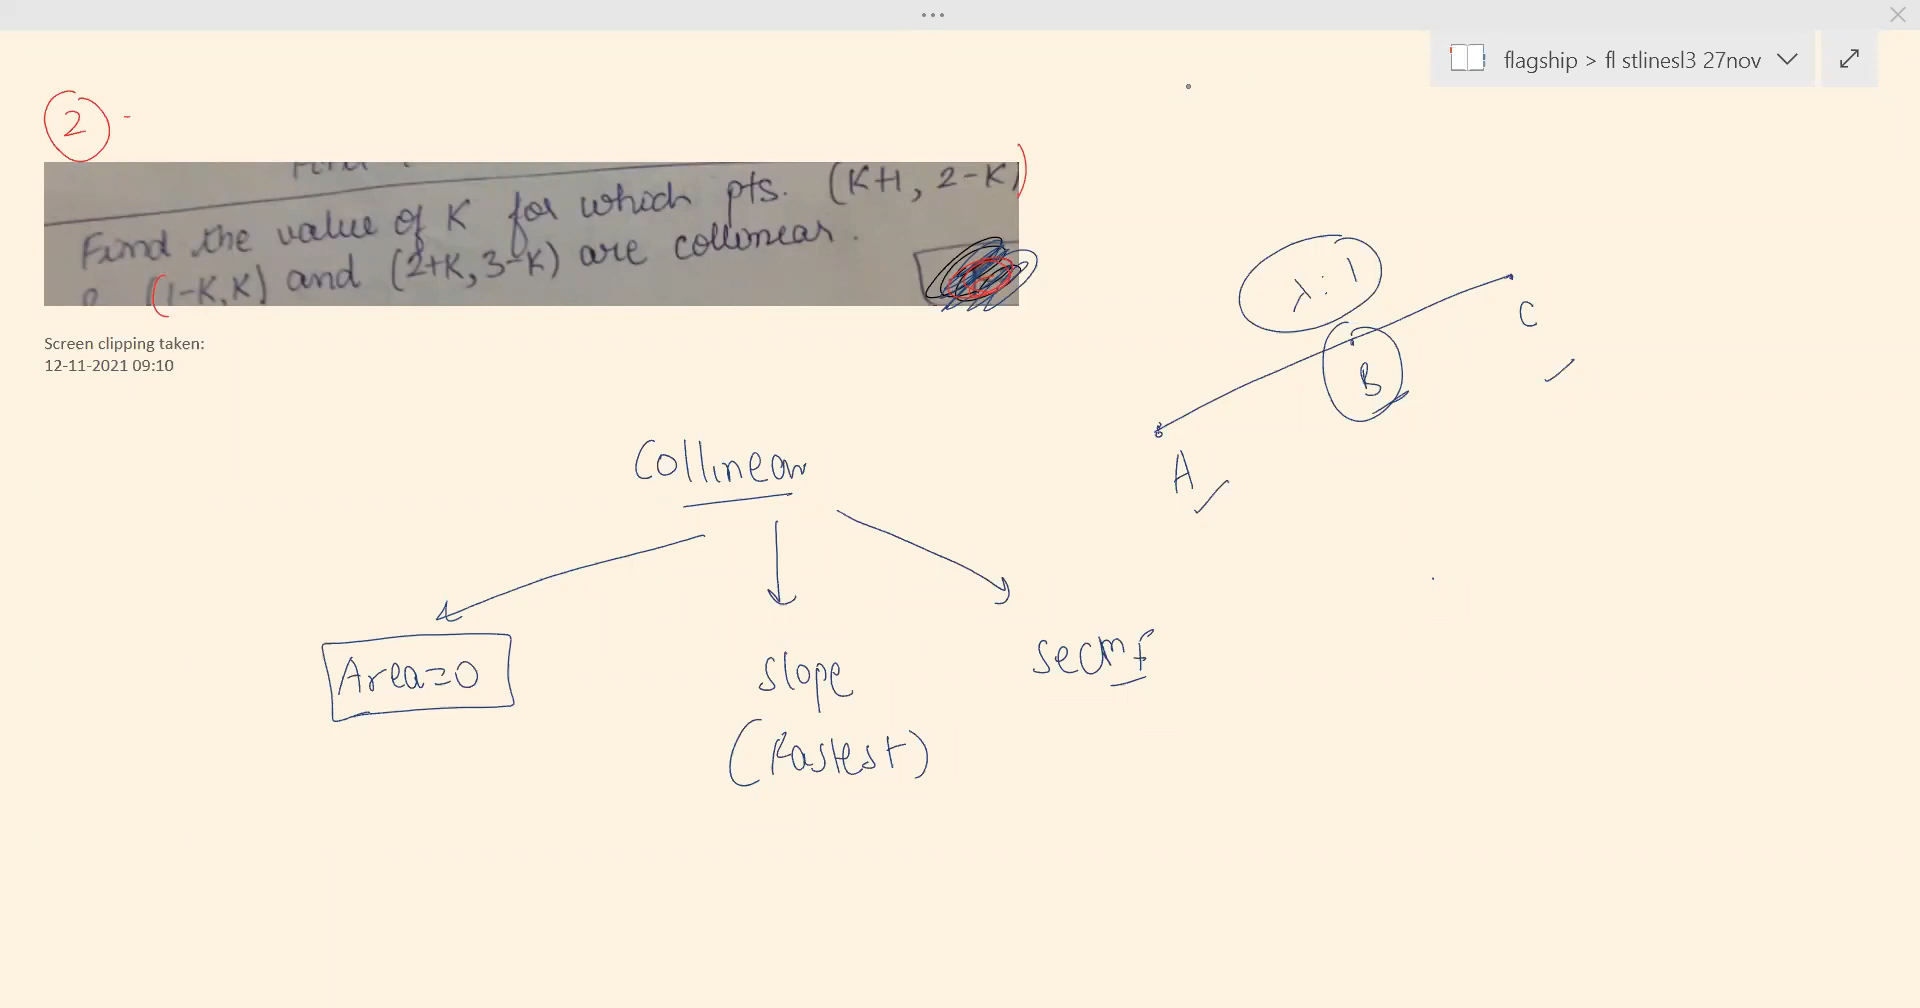 flagship > fl stlinesl3 27nov
2
Find the value of K for which pts. (K+1, 2-K)
(1-K, K) and (2+K, 3-K) are collinear.
Screen clipping taken:
12-11-2021 09:10
λ : 1
C
B
A
Collinear
Area=0
Slope
(Fastest)
secnf